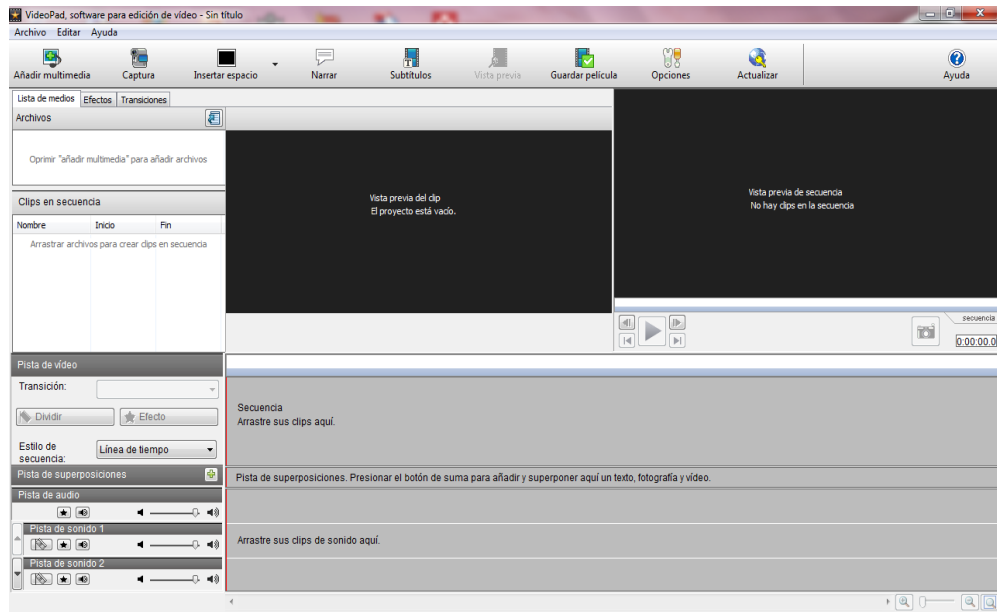 VideoPad, software para edición de vídeo - Sin título
Archivo Editar Ayuda
Añadir multimedia Captura Insertar espacio Narrar Subtítulos Vista previa Guardar película Opciones Actualizar Ayuda
Lista de medios Efectos Transiciones
Archivos
Oprimir "añadir multimedia" para añadir archivos
Clips en secuencia
Nombre Inicio Fin
Arrastrar archivos para crear clips en secuencia
Vista previa del clip
El proyecto está vacío.
Vista previa de secuencia
No hay clips en la secuencia
secuencia
0:00:00.0
Pista de vídeo
Transición:
Dividir Efecto
Estilo de
secuencia:
Línea de tiempo
Secuencia
Arrastre sus clips aquí.
Pista de superposiciones
Pista de superposiciones. Presionar el botón de suma para añadir y superponer aquí un texto, fotografía y vídeo.
Pista de audio
Pista de sonido 1
Arrastre sus clips de sonido aquí.
Pista de sonido 2